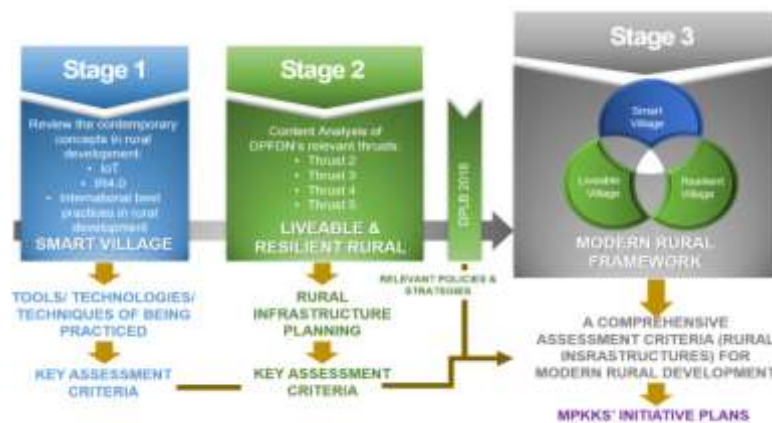 Stage 1
Review the contemporary
concepts in rural
development:
• IoT
• IR4.0
• International best
practices in rural
development
SMART VILLAGE
TOOLS/ TECHNOLOGIES/
TECHNIQUES OF BEING
PRACTICED
KEY ASSESSMENT
CRITERIA
Stage 2
Content Analysis of
DPFDN's relevant thrusts:
• Thrust 2
• Thrust 3
• Thrust 4
• Thrust 5
LIVEABLE &
RESILIENT RURAL
RURAL
INFRASTRUCTURE
PLANNING
KEY ASSESSMENT
CRITERIA
RELEVANT POLICIES &
STRATEGIES
Stage 3
Smart
Village
Liveable
Village
Resilient
Village
MODERN RURAL
FRAMEWORK
A COMPREHENSIVE
ASSESSMENT CRITERIA (RURAL
INSRASTRUCTURES) FOR
MODERN RURAL DEVELOPMENT
MPKKS' INITIATIVE PLANS